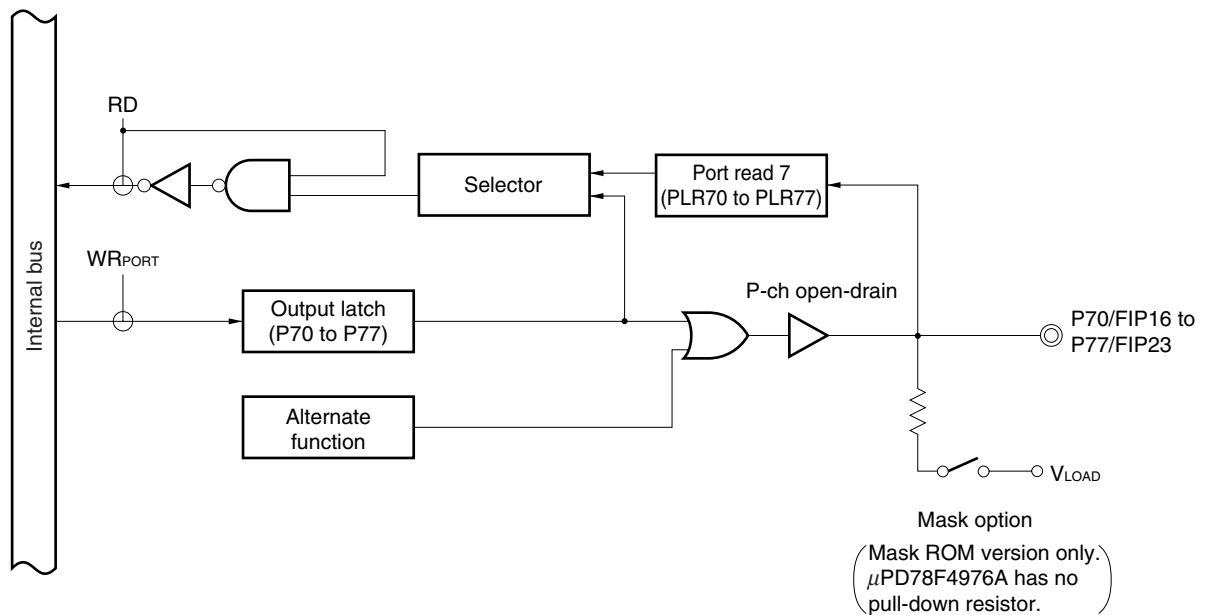 RD
Selector
Port read 7
(PLR70 to PLR77)
Internal bus
WRPORT
Output latch
(P70 to P77)
P-ch open-drain
P70/FIP16 to
P77/FIP23
Alternate
function
VLOAD
Mask option
(Mask ROM version only.
μPD78F4976A has no
pull-down resistor.